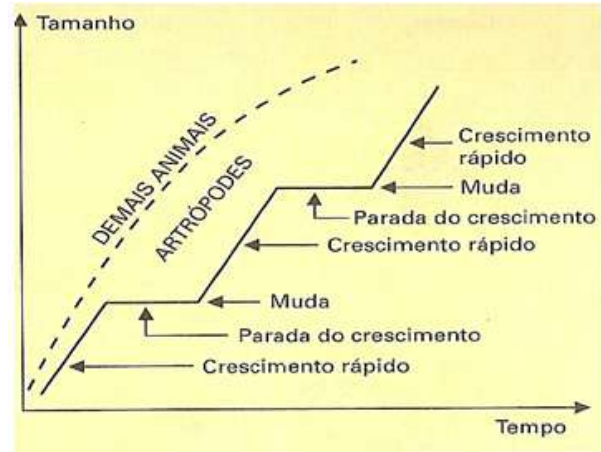 Tamanho
DEMAIS ANIMAIS
ARTRÓPODES
Crescimento
rápido
Muda
Parada do crescimento
Crescimento rápido
Muda
Parada do crescimento
Crescimento rápido
Tempo